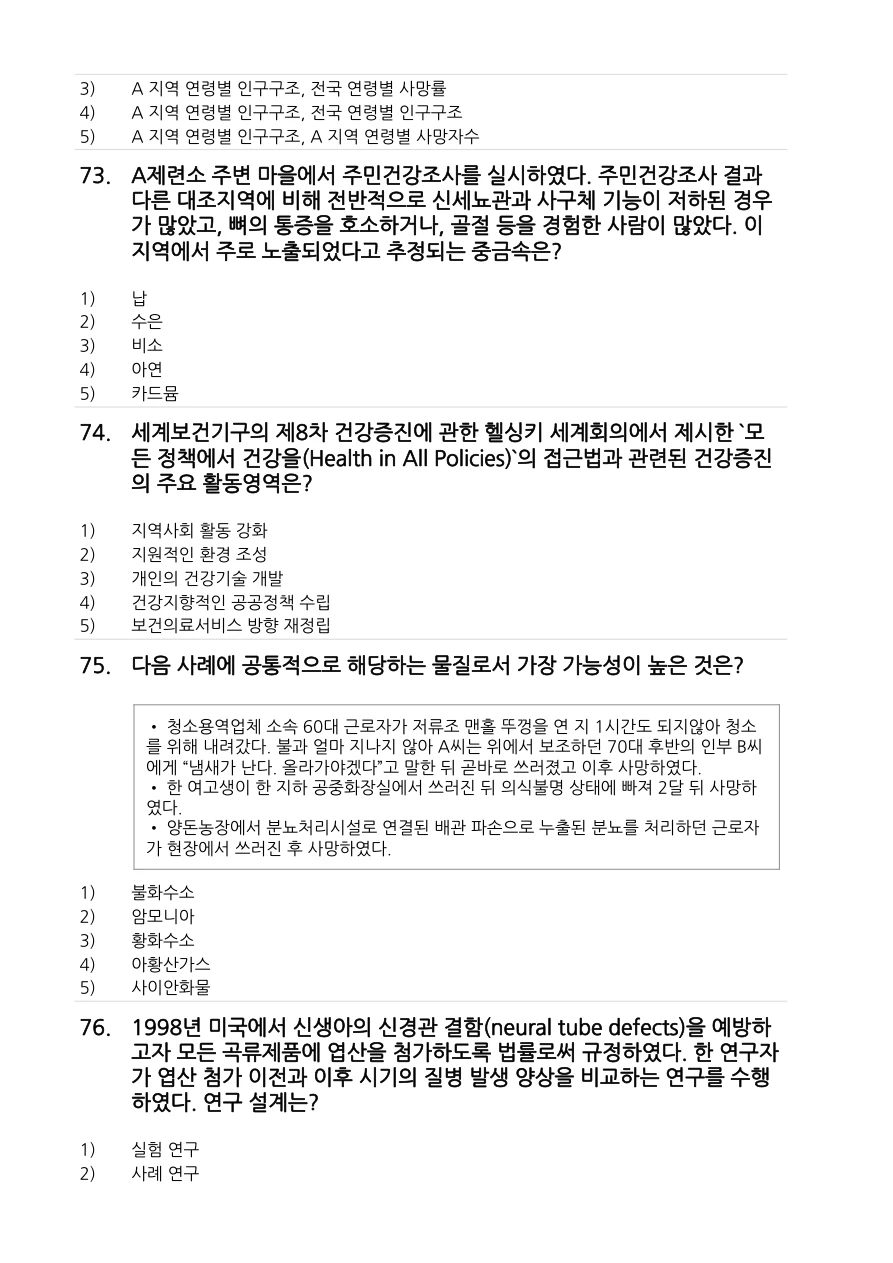 3) A 지역 연령별 인구구조, 전국 연령별 사망률
4) A 지역 연령별 인구구조, 전국 연령별 인구구조
5) A 지역 연령별 인구구조, A 지역 연령별 사망자수
73. A제련소 주변 마을에서 주민건강조사를 실시하였다. 주민건강조사 결과
다른 대조지역에 비해 전반적으로 신세뇨관과 사구체 기능이 저하된 경우
가 많았고, 뼈의 통증을 호소하거나, 골절 등을 경험한 사람이 많았다. 이
지역에서 주로 노출되었다고 추정되는 중금속은?
1) 납
2) 수은
3) 비소
4) 아연
5) 카드뮴
74. 세계보건기구의 제8차 건강증진에 관한 헬싱키 세계회의에서 제시한 `모
든 정책에서 건강을(Health in All Policies)`의 접근법과 관련된 건강증진
의 주요 활동영역은?
1) 지역사회 활동 강화
2) 지원적인 환경 조성
3) 개인의 건강기술 개발
4) 건강지향적인 공공정책 수립
5) 보건의료서비스 방향 재정립
75. 다음 사례에 공통적으로 해당하는 물질로서 가장 가능성이 높은 것은?
• 청소용역업체 소속 60대 근로자가 저류조 맨홀 뚜껑을 연 지 1시간도 되지않아 청소
를 위해 내려갔다. 불과 얼마 지나지 않아 A씨는 위에서 보조하던 70대 후반의 인부 B씨
에게 “냄새가 난다. 올라가야겠다”고 말한 뒤 곧바로 쓰러졌고 이후 사망하였다.
• 한 여고생이 한 지하 공중화장실에서 쓰러진 뒤 의식불명 상태에 빠져 2달 뒤 사망하
였다.
• 양돈농장에서 분뇨처리시설로 연결된 배관 파손으로 누출된 분뇨를 처리하던 근로자
가 현장에서 쓰러진 후 사망하였다.
1) 불화수소
2) 암모니아
3) 황화수소
4) 아황산가스
5) 사이안화물
76. 1998년 미국에서 신생아의 신경관 결함(neural tube defects)을 예방하
고자 모든 곡류제품에 엽산을 첨가하도록 법률로써 규정하였다. 한 연구자
가 엽산 첨가 이전과 이후 시기의 질병 발생 양상을 비교하는 연구를 수행
하였다. 연구 설계는?
1) 실험 연구
2) 사례 연구